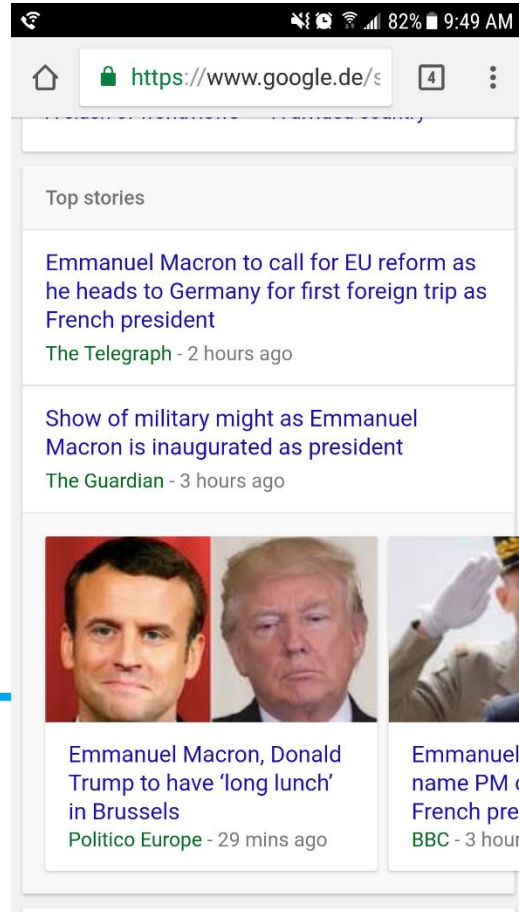 82% 9:49 AM
https://www.google.de/s
4
Top stories
Emmanuel Macron to call for EU reform as
he heads to Germany for first foreign trip as
French president
The Telegraph - 2 hours ago
Show of military might as Emmanuel
Macron is inaugurated as president
The Guardian - 3 hours ago
Emmanuel Macron, Donald
Trump to have ‘long lunch’
in Brussels
Politico Europe - 29 mins ago
Emmanuel
name PM
French pre
BBC - 3 hour